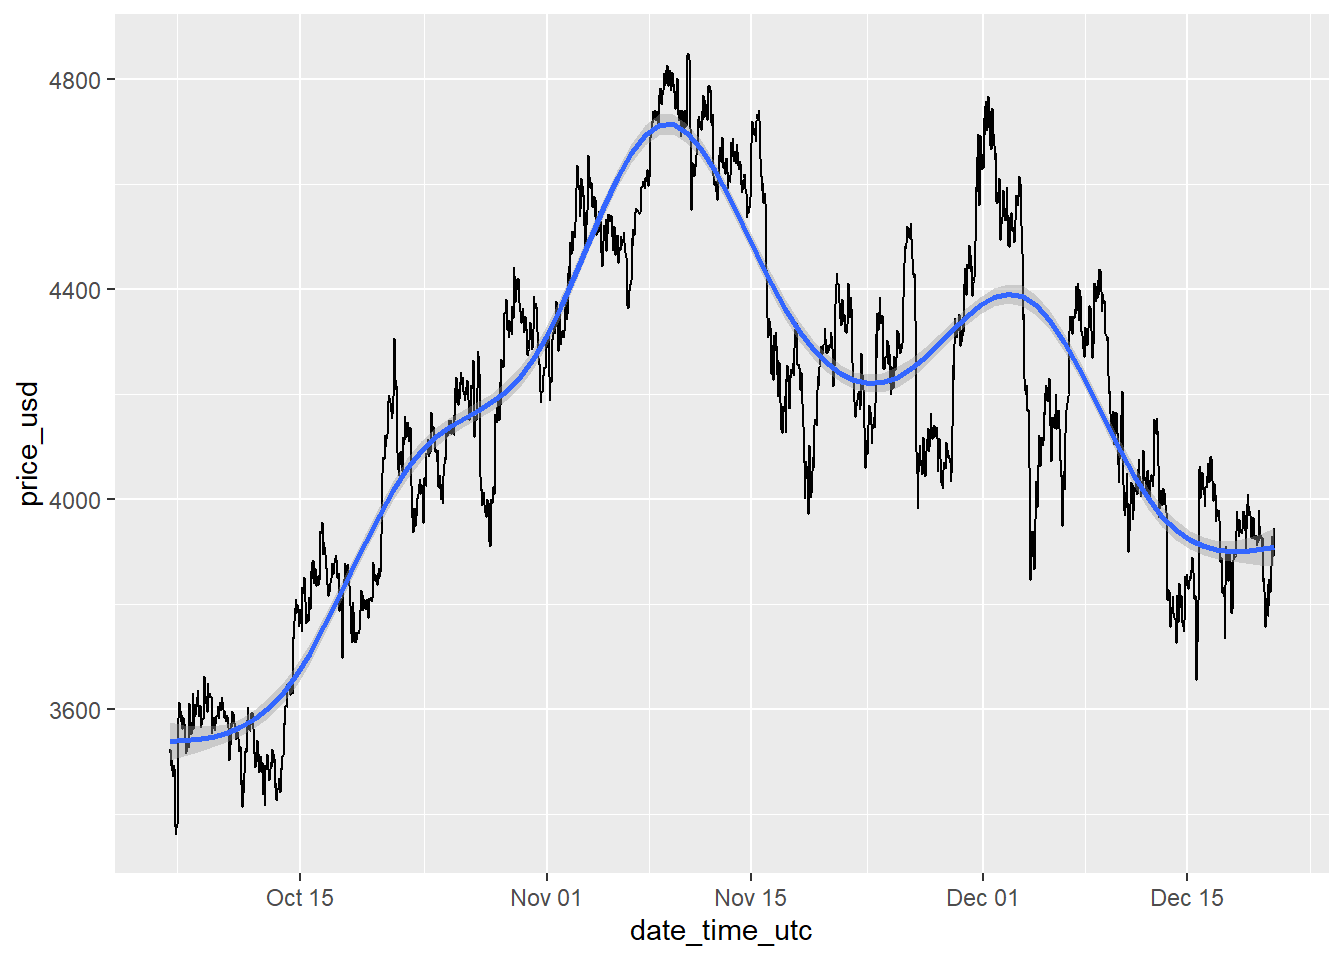 4800
4400
4000
3600
price_usd
Oct 15
Nov 01
Nov 15
Dec 01
Dec 15
date_time_utc